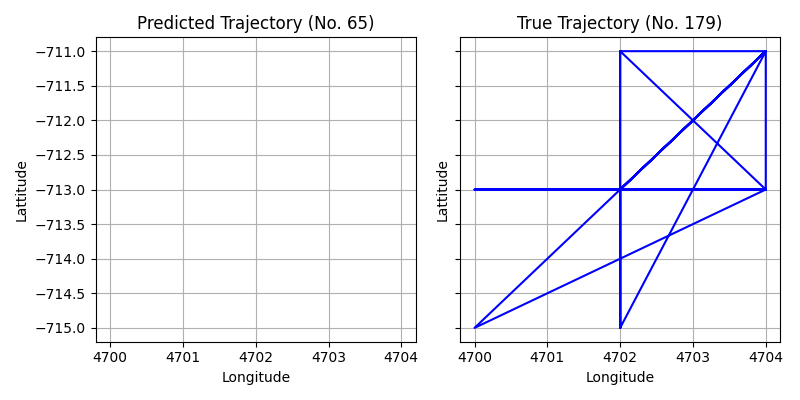 Predicted Trajectory (No. 65)
True Trajectory (No. 179)
−711.0
−711.5
−712.0
−712.5
−713.0
−713.5
−714.0
−714.5
−715.0
Lattitude
Lattitude
4700 4701 4702 4703 4704
4700 4701 4702 4703 4704
Longitude
Longitude